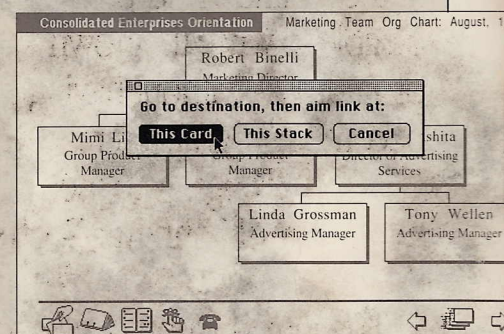 Consolidated Enterprises Orientation
Marketing Team Org Chart: August, 1
Robert Binelli
Marketing Director
Go to destination, then aim link at:
This Card
This Stack
Cancel
Mimi Li
shita
Group Product
Group Product
Director of Advertising
Manager
Manager
Services
Linda Grossman
Tony Wellen
Advertising Manager
Advertising Manager